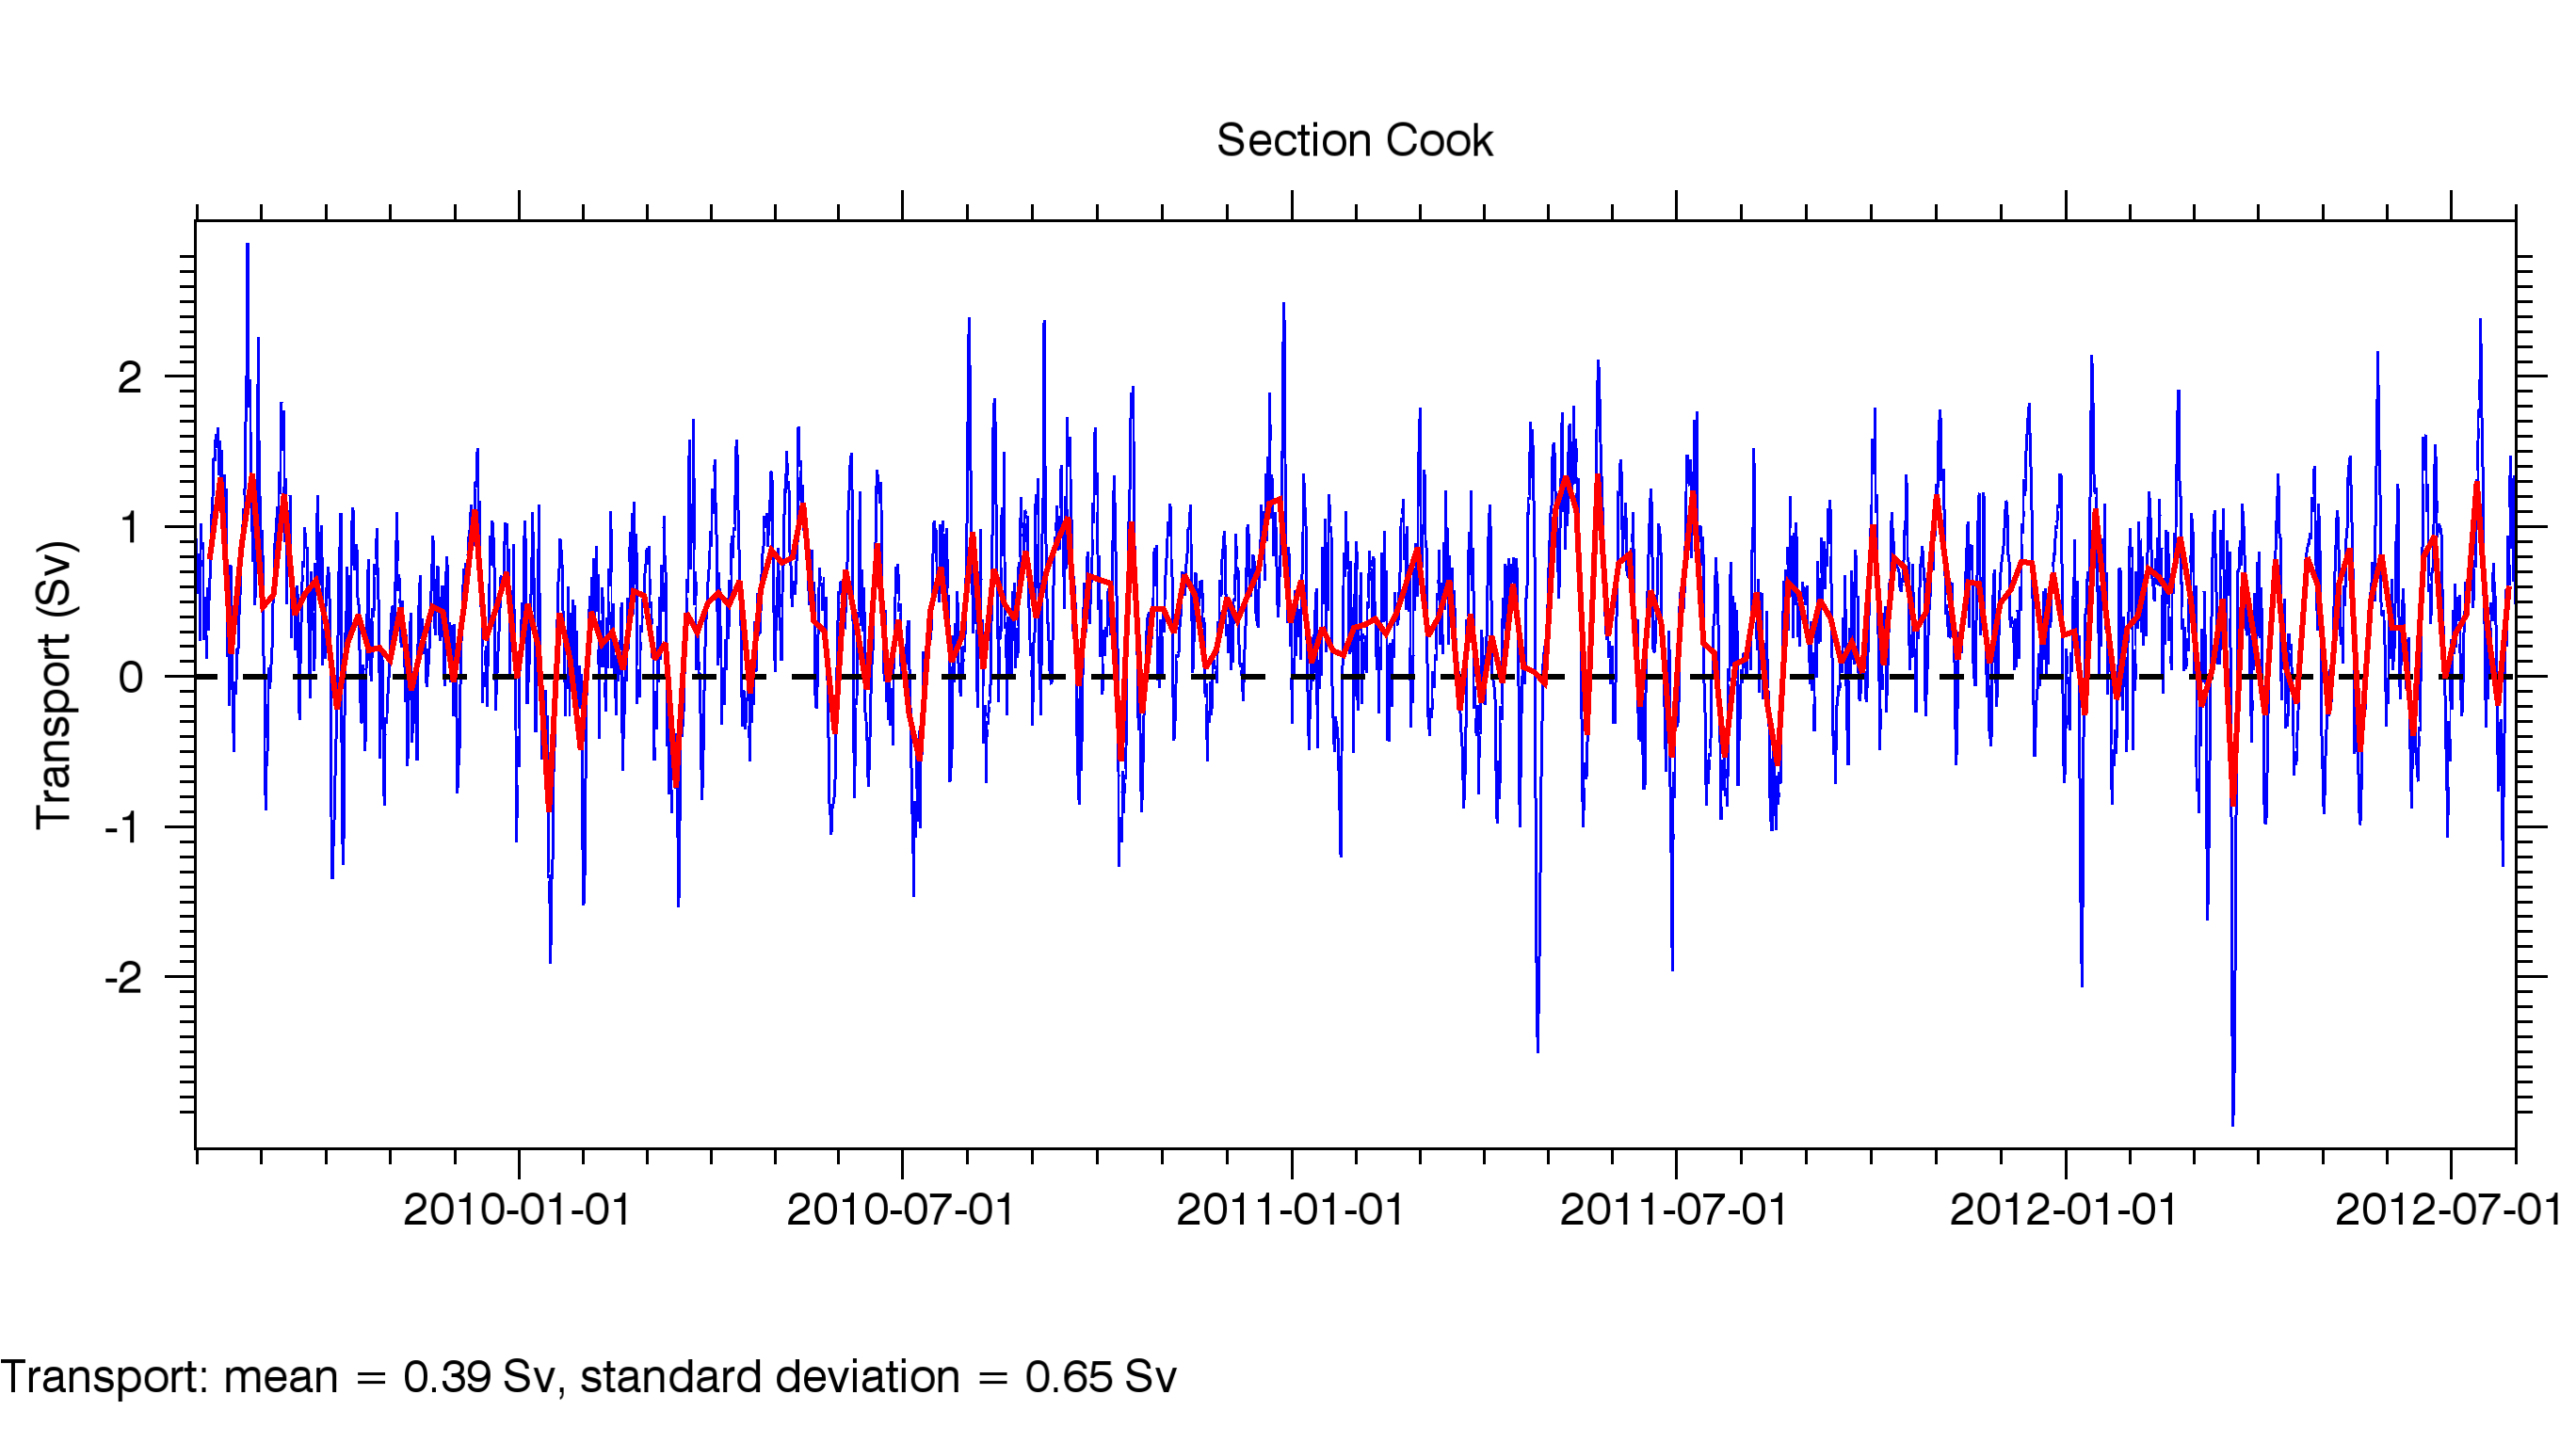 Section Cook
Transport (Sv)
2
1
0
-1
-2
2010-01-01 2010-07-01 2011-01-01 2011-07-01 2012-01-01 2012-07-01
Transport: mean = 0.39 Sv, standard deviation = 0.65 Sv